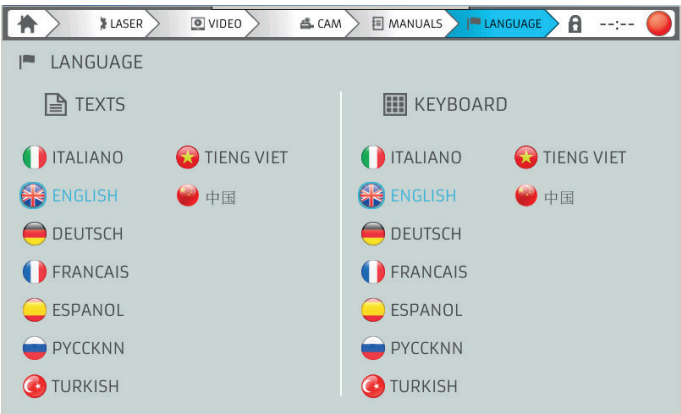 LASER VIDEO CAM MANUALS LANGUAGE --:--
LANGUAGE
TEXTS
ITALIANO TIENG VIET
ENGLISH 中国
DEUTSCH
FRANCAIS
ESPANOL
PYCCKNN
TURKISH
KEYBOARD
ITALIANO TIENG VIET
ENGLISH 中国
DEUTSCH
FRANCAIS
ESPANOL
PYCCKNN
TURKISH